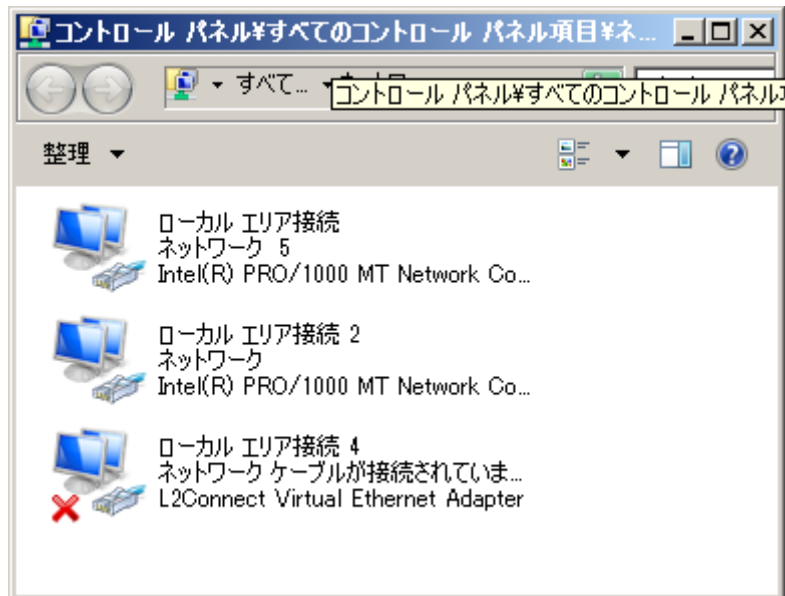 コントロール パネル¥すべてのコントロール パネル項目¥ネ...
すべて...
コントロール パネル¥すべてのコントロール パネル
整理
ローカル エリア接続
ネットワーク 5
Intel(R) PRO/1000 MT Network Co...
ローカル エリア接続 2
ネットワーク
Intel(R) PRO/1000 MT Network Co...
ローカル エリア接続 4
ネットワーク ケーブルが接続されていま...
L2Connect Virtual Ethernet Adapter